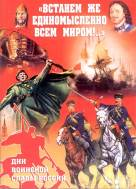 «ВСТАНЕМ ЖЕ
ЕДИНОМЫСЛЕННО
ВСЕМ МИРОМ!..»
ДНИ
ВОИНСКОЙ
СЛАВЫ РОССИИ